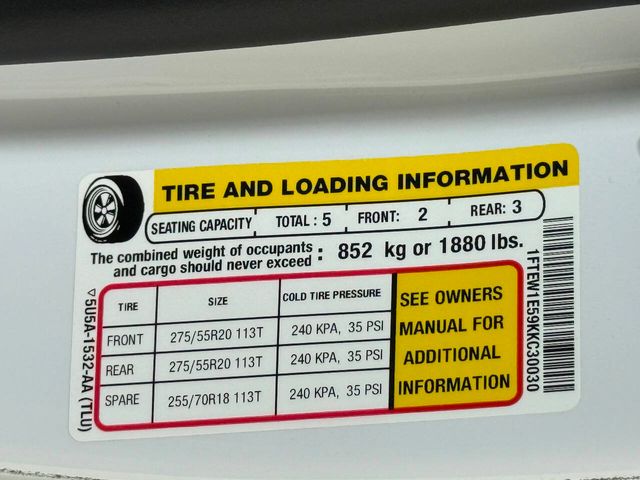 TIRE AND LOADING INFORMATION
SEATING CAPACITY TOTAL : 5 FRONT: 2 REAR: 3
The combined weight of occupants and cargo should never exceed : 852 kg or 1880 lbs.
TIRE SIZE COLD TIRE PRESSURE
FRONT 275/55R20 113T 240 KPA, 35 PSI
REAR 275/55R20 113T 240 KPA, 35 PSI
SPARE 255/70R18 113T 240 KPA, 35 PSI
SEE OWNERS
MANUAL FOR
ADDITIONAL
INFORMATION
5U5A-1532-AA (TLU)
1FTEW1E59KKC30030